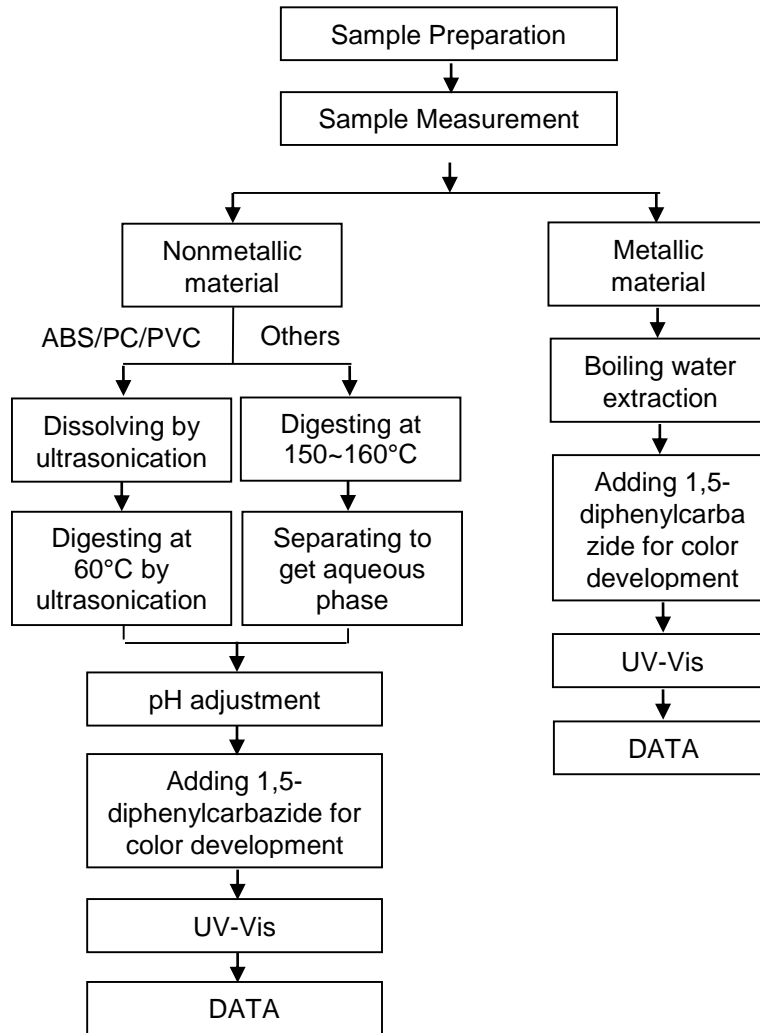 Sample Preparation
Sample Measurement
Nonmetallic
material
ABS/PC/PVC
Others
Dissolving by
ultrasonication
Digesting at
150~160°C
Digesting at
60°C by
ultrasonication
Separating to
get aqueous
phase
pH adjustment
Adding 1,5-
diphenylcarbazide for
color development
UV-Vis
DATA
Metallic
material
Boiling water
extraction
Adding 1,5-
diphenylcarba
zide for color
development
UV-Vis
DATA